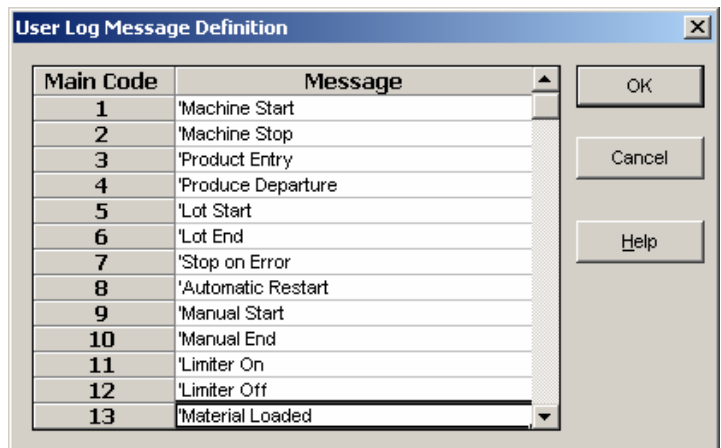 User Log Message Definition
Main Code Message
1 'Machine Start
2 'Machine Stop
3 'Product Entry
4 'Produce Departure
5 'Lot Start
6 'Lot End
7 'Stop on Error
8 'Automatic Restart
9 'Manual Start
10 'Manual End
11 'Limiter On
12 'Limiter Off
13 'Material Loaded
OK
Cancel
Help